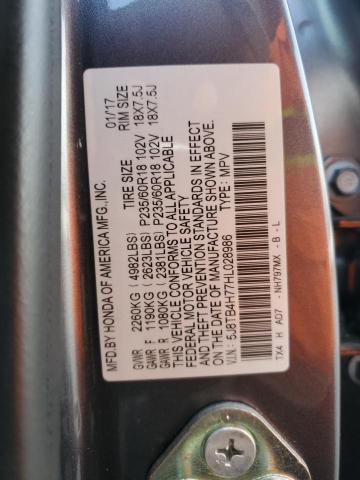 MFD.BY HONDA OF AMERICA MFG.,INC. 01/17
TIRE SIZE RIM SIZE
GVWR 2260KG (4982LBS)
GAWR F 1190KG (2623LBS) P235/60R18 102V 18X7.5J
GAWR R 1080KG (2381LBS) P235/60R18 102V 18X7.5J
THIS VEHICLE CONFORMS TO ALL APPLICABLE
FEDERAL MOTOR VEHICLE SAFETY
AND THEFT PREVENTION STANDARDS IN EFFECT
ON THE DATE OF MANUFACTURE SHOWN ABOVE.
V.I.N.: 5J8TB4H77HL028986 TYPE: MPV
TX4 H AD7 - NH797MX - B - L